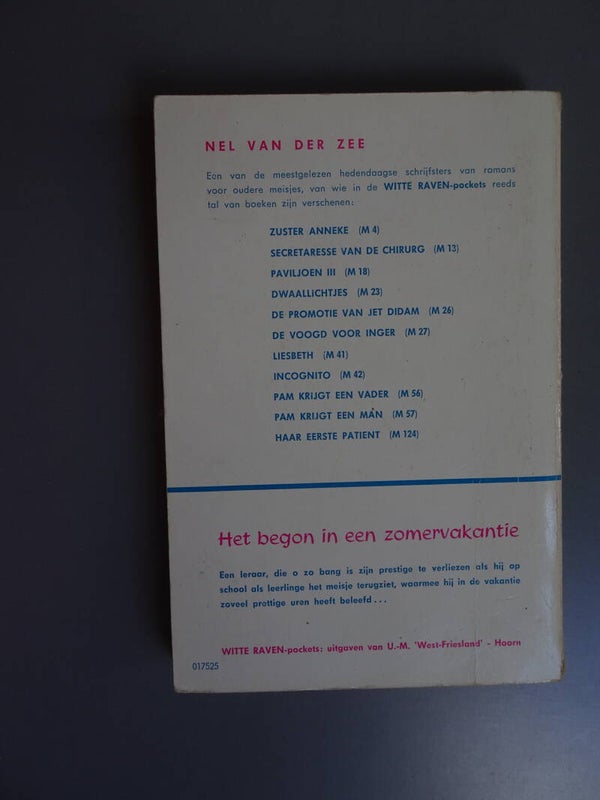 NEL VAN DER ZEE
Een van de meestgelezen hedendaagse schrijfsters van romans
voor oudere meisjes, van wie in de WITTE RAVEN-pockets reeds
tal van boeken zijn verschenen:
ZUSTER ANNEKE (M 4)
SECRETARESSE VAN DE CHIRURG (M 13)
PAVILJOEN III (M 18)
DWAALLICHTJES (M 23)
DE PROMOTIE VAN JET DIDAM (M 26)
DE VOOGD VOOR INGER (M 27)
LIESBETH (M 41)
INCOGNITO (M 42)
PAM KRIJGT EEN VADER (M 56)
PAM KRIJGT EEN MAN (M 57)
HAAR EERSTE PATIENT (M 124)
Het begon in een zomervakantie
Een leraar, die o zo bang is zijn prestige te verliezen als hij op
school als leerlinge het meisje terugziet, waarmee hij in de vakantie
zoveel prettige uren heeft beleefd...
WITTE RAVEN-pockets: uitgaven van U.-M. 'West-Friesland' - Hoorn
017525